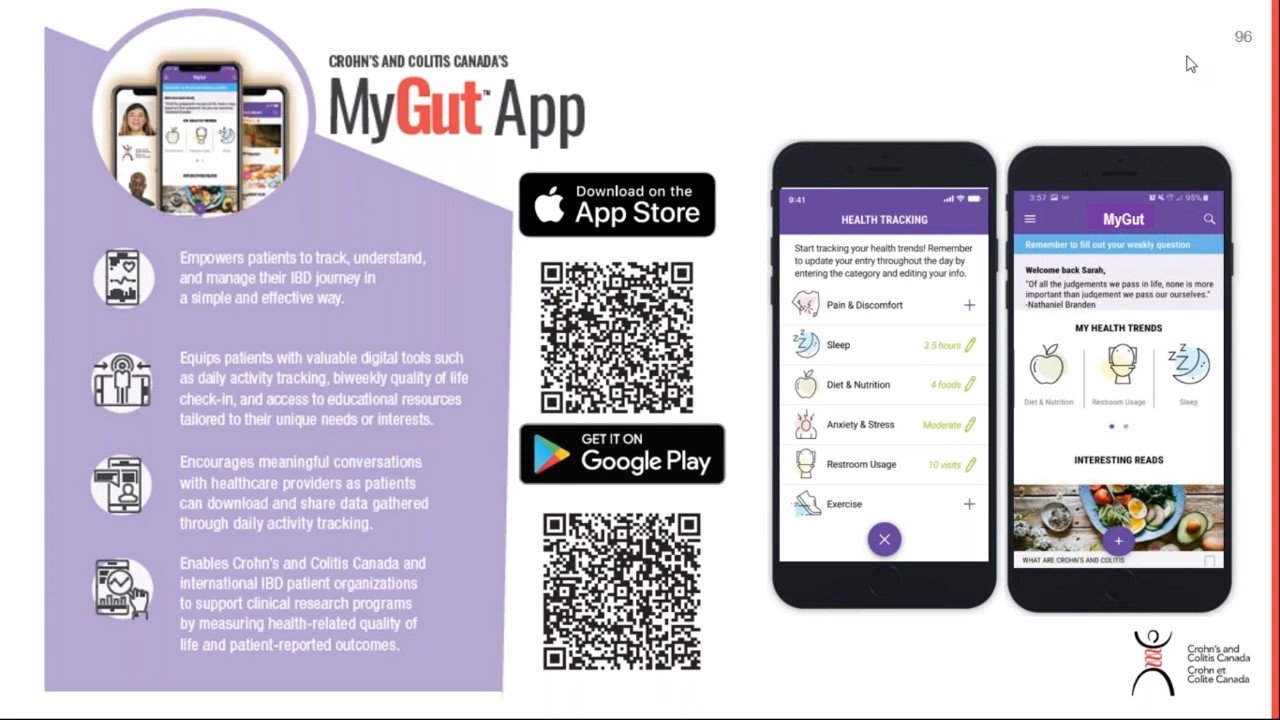 96
CROHN'S AND COLITIS CANADA'S
MyGut™ App
Empowers patients to track, understand,
and manage their IBD journey in
a simple and effective way.
Equips patients with valuable digital tools such
as daily activity tracking, biweekly quality of life
check-in, and access to educational resources
tailored to their unique needs or interests.
Encourages meaningful conversations
with healthcare providers as patients
can download and share data gathered
through daily activity tracking.
Enables Crohn's and Colitis Canada and
international IBD patient organizations
to support clinical research programs
by measuring health-related quality of
life and patient-reported outcomes.
Download on the
App Store
GET IT ON
Google Play
9:41
HEALTH TRACKING
Start tracking your health trends! Remember
to update your entry throughout the day by
entering the category and editing your info.
Pain & Discomfort +
Sleep 3.5 hours
Diet & Nutrition 4 foods
Anxiety & Stress Moderate
Restroom Usage 10 visits
Exercise +
3:57 95%
MyGut
Remember to fill out your weekly question
Welcome back Sarah,
"Of all the judgements we pass in life, none is more
important than judgement we pass our ourselves."
-Nathaniel Branden
MY HEALTH TRENDS
Diet & Nutrition Restroom Usage Sleep
INTERESTING READS
WHAT ARE CROHN'S AND COLITIS
Crohn's and
Colitis Canada
Crohn et
Colite Canada